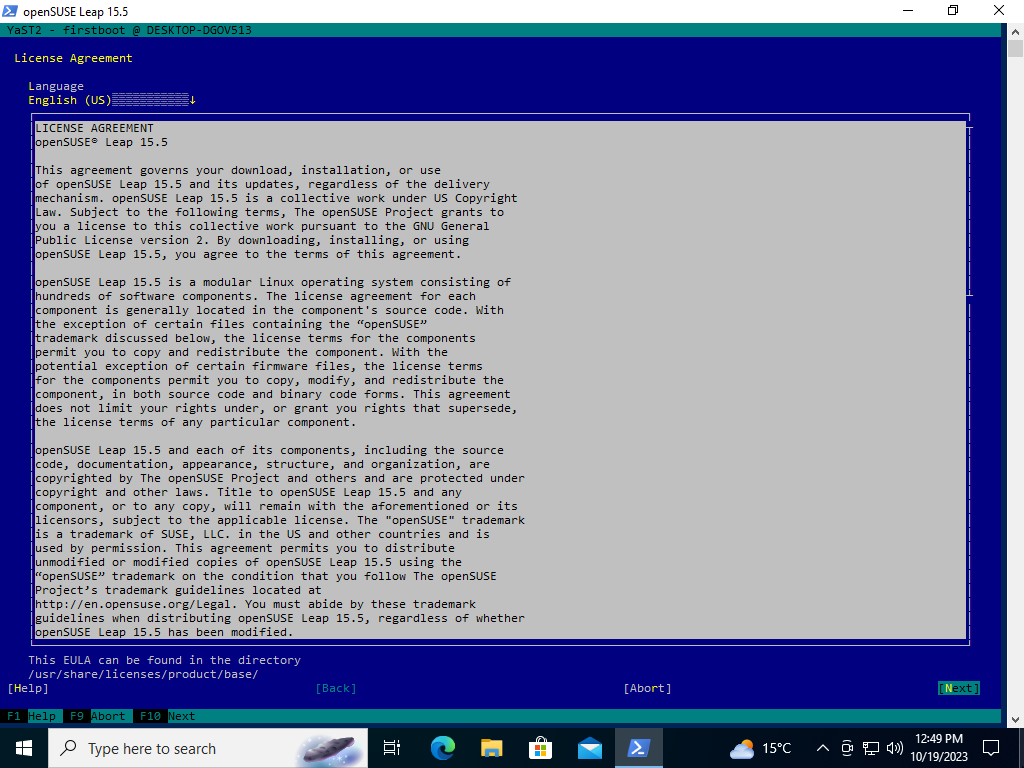 openSUSE Leap 15.5
YaST2 - firstboot @ DESKTOP-DGOV513
License Agreement
Language
English (US)
LICENSE AGREEMENT
openSUSE® Leap 15.5
This agreement governs your download, installation, or use
of openSUSE Leap 15.5 and its updates, regardless of the delivery
mechanism. openSUSE Leap 15.5 is a collective work under US Copyright
Law. Subject to the following terms, The openSUSE Project grants to
you a license to this collective work pursuant to the GNU General
Public License version 2. By downloading, installing, or using
openSUSE Leap 15.5, you agree to the terms of this agreement.
openSUSE Leap 15.5 is a modular Linux operating system consisting of
hundreds of software components. The license agreement for each
component is generally located in the component's source code. With
the exception of certain files containing the “openSUSE”
trademark discussed below, the license terms for the components
permit you to copy and redistribute the component. With the
potential exception of certain firmware files, the license terms
for the components permit you to copy, modify, and redistribute the
component, in both source code and binary code forms. This agreement
does not limit your rights under, or grant you rights that supersede,
the license terms of any particular component.
openSUSE Leap 15.5 and each of its components, including the source
code, documentation, appearance, structure, and organization, are
copyrighted by The openSUSE Project and others and are protected under
copyright and other laws. Title to openSUSE Leap 15.5 and any
component, or to any copy, will remain with the aforementioned or its
licensors, subject to the applicable license. The "openSUSE" trademark
is a trademark of SUSE, LLC. in the US and other countries and is
used by permission. This agreement permits you to distribute
unmodified or modified copies of openSUSE Leap 15.5 using the
“openSUSE” trademark on the condition that you follow The openSUSE
Project’s trademark guidelines located at
http://en.opensuse.org/Legal. You must abide by these trademark
guidelines when distributing openSUSE Leap 15.5, regardless of whether
openSUSE Leap 15.5 has been modified.
This EULA can be found in the directory
/usr/share/licenses/product/base/
[Help] [Back] [Abort] [Next]
F1 Help F9 Abort F10 Next
Type here to search
15°C
12:49 PM
10/19/2023